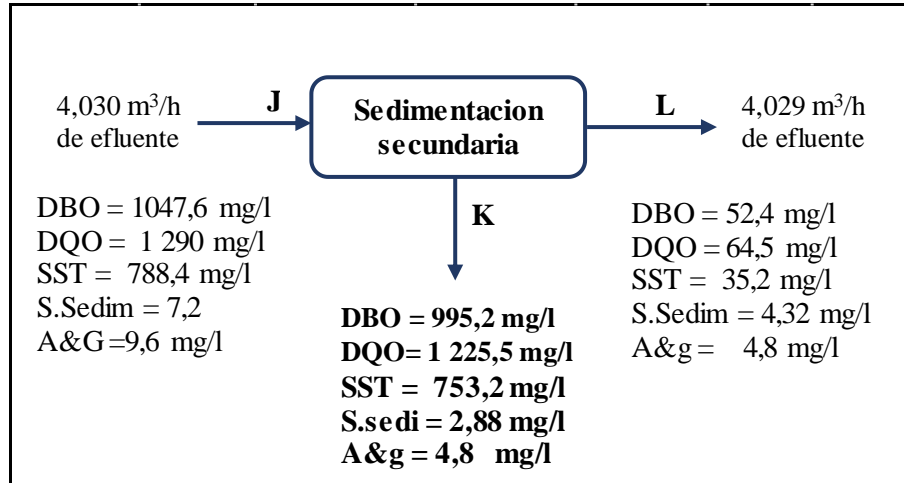 4,030 m³/h
de efluente
J
Sedimentacion
secundaria
L
4,029 m³/h
de efluente
DBO = 1047,6 mg/l
DQO = 1 290 mg/l
SST = 788,4 mg/l
S.Sedim = 7,2
A&G =9,6 mg/l
K
DBO = 995,2 mg/l
DQO= 1 225,5 mg/l
SST = 753,2 mg/l
S.sedi = 2,88 mg/l
A&g = 4,8 mg/l
DBO = 52,4 mg/l
DQO = 64,5 mg/l
SST = 35,2 mg/l
S.Sedim = 4,32 mg/l
A&g = 4,8 mg/l